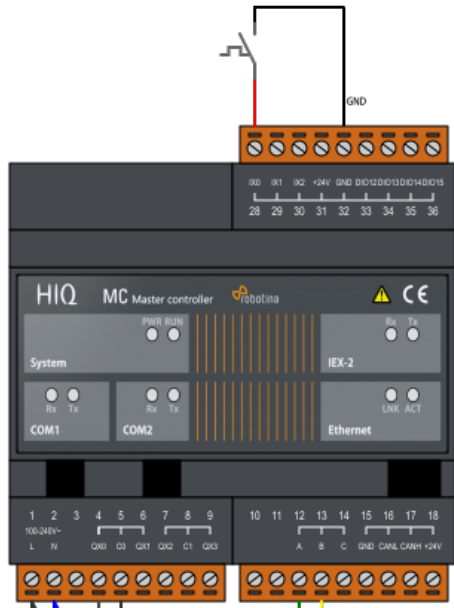 GND
IX0 IX1 IX2 +24V GND DIO12 DIO13 DIO14 DIO15
28 29 30 31 32 33 34 35 36
HIQ MC Master controller robotina CE
PWR RUN
System
Rx Tx
IEX-2
Rx Tx
COM1
Rx Tx
COM2
LNK ACT
Ethernet
1 2 3 4 5 6 7 8 9 10 11 12 13 14 15 16 17 18
100-240V~
L N QX0 C0 QX1 QX2 C1 QX3 A B C GND CANL CANH +24V